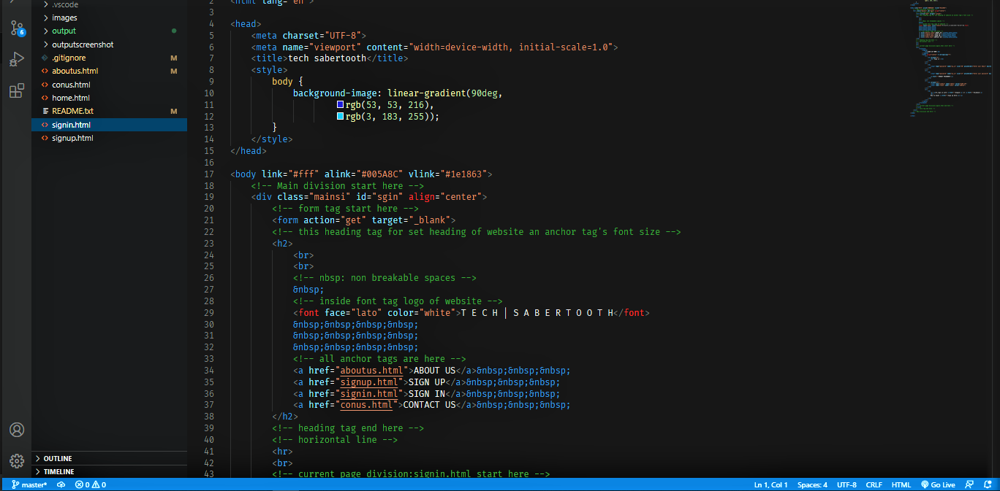 .vscode
images
output
outputscreenshot
.gitignore M
aboutus.html M
conus.html
home.html
README.txt M
signin.html
signup.html
6
OUTLINE
TIMELINE
2 <html lang="en">
3
4 <head>
5 <meta charset="UTF-8">
6 <meta name="viewport" content="width=device-width, initial-scale=1.0">
7 <title>tech sabertooth</title>
8 <style>
9 body {
10 background-image: linear-gradient(90deg,
11 rgb(53, 53, 216),
12 rgb(3, 183, 255));
13 }
14 </style>
15 </head>
16
17 <body link="#fff" alink="#005A8C" vlink="#1e1863">
18 <!-- Main division start here -->
19 <div class="mainsi" id="sgin" align="center">
20 <!-- form tag start here -->
21 <form action="get" target="_blank">
22 <!-- this heading tag for set heading of website an anchor tag's font size -->
23 <h2>
24 <br>
25 <br>
26 <!-- nbsp: non breakable spaces -->
27 &nbsp;
28 <!-- inside font tag logo of website -->
29 <font face="lato" color="white">T E C H | S A B E R T O O T H</font>
30 &nbsp;&nbsp;&nbsp;&nbsp;
31 &nbsp;&nbsp;&nbsp;&nbsp;
32 &nbsp;&nbsp;&nbsp;&nbsp;
33 <!-- all anchor tags are here -->
34 <a href="aboutus.html">ABOUT US</a>&nbsp;&nbsp;&nbsp;
35 <a href="signup.html">SIGN UP</a>&nbsp;&nbsp;&nbsp;
36 <a href="signin.html">SIGN IN</a>&nbsp;&nbsp;&nbsp;
37 <a href="conus.html">CONTACT US</a>&nbsp;&nbsp;&nbsp;
38 </h2>
39 <!-- heading tag end here -->
40 <!-- horizontal line -->
41 <hr>
42 <br>
43 <!-- current page division:signin.html start here -->
master* 0 0 Ln 1, Col 1 Spaces: 4 UTF-8 CRLF HTML Go Live